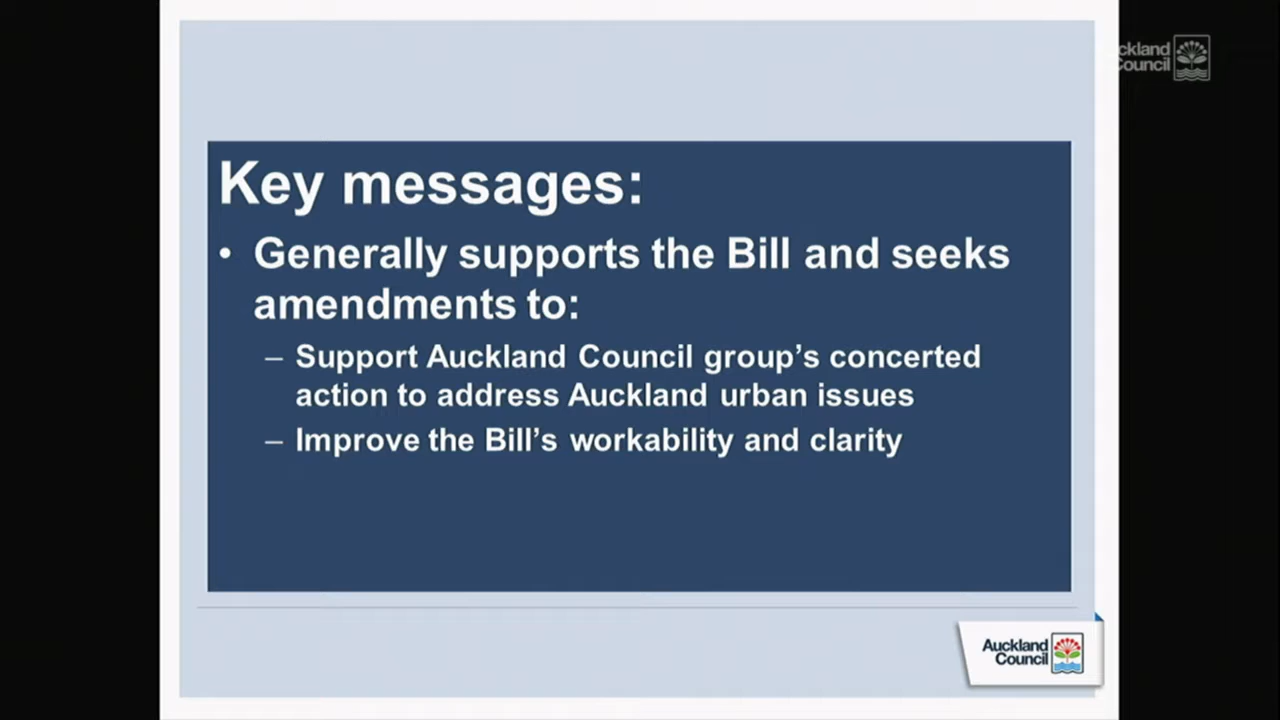 ckland
Council
Key messages:
• Generally supports the Bill and seeks
amendments to:
– Support Auckland Council group's concerted
action to address Auckland urban issues
– Improve the Bill's workability and clarity
Auckland
Council